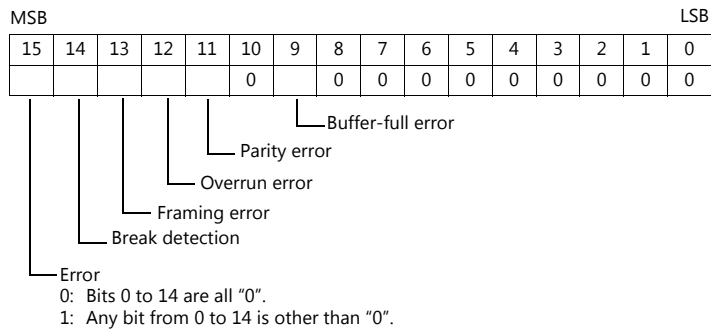 MSB LSB
15 14 13 12 11 10 9 8 7 6 5 4 3 2 1 0
0 0 0 0 0 0 0 0 0 0
Buffer-full error
Parity error
Overrun error
Framing error
Break detection
Error
0: Bits 0 to 14 are all “0”.
1: Any bit from 0 to 14 is other than “0”.